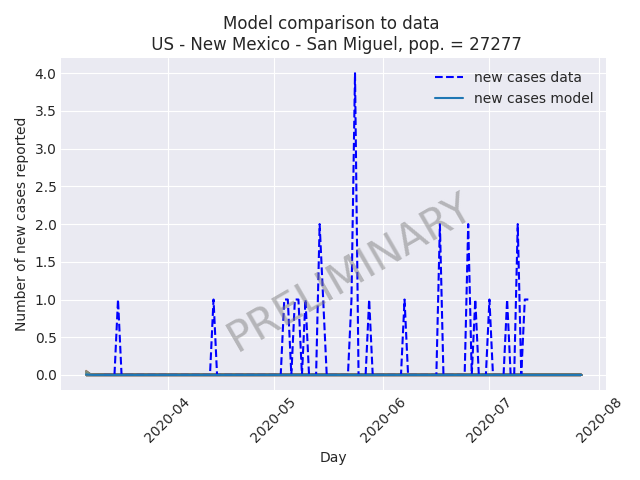 Model comparison to data
US - New Mexico - San Miguel, pop. = 27277
4.0
3.5
3.0
2.5
2.0
1.5
1.0
0.5
0.0
Number of new cases reported
new cases data
new cases model
PRELIMINARY
2020-04
2020-05
2020-06
2020-07
2020-08
Day